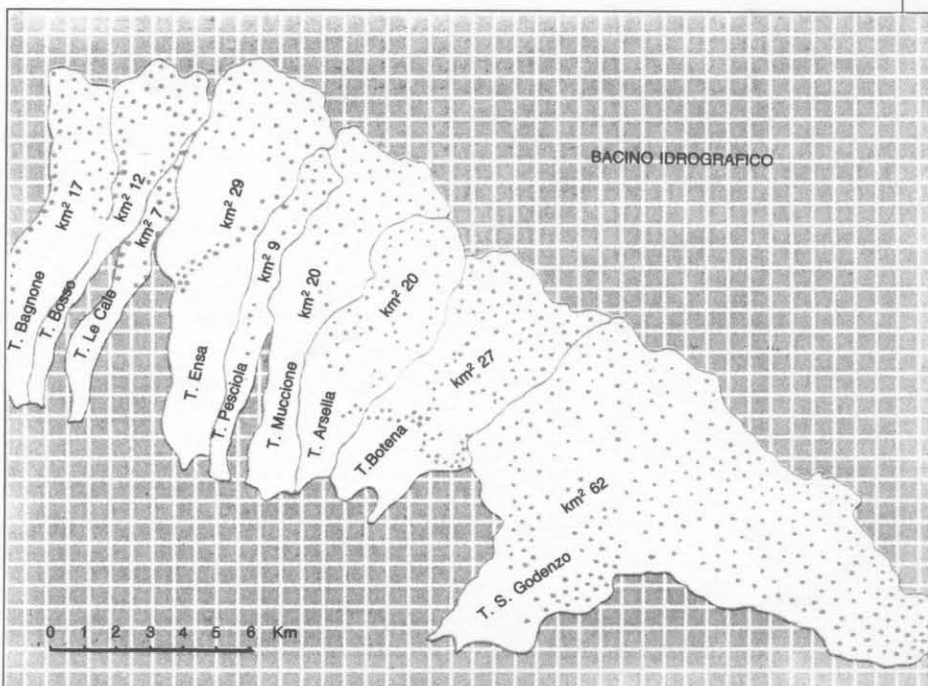 BACINO IDROGRAFICO
T. Bagnone
km² 17
T. Bosso
km² 12
T. Le Cale
km² 7
T. Ensa
km² 29
T. Pesciola
km² 9
T. Muccione
km² 20
T. Arsella
km² 20
T. Botena
km² 27
T. S. Godenzo
km² 62
0 1 2 3 4 5 6 Km